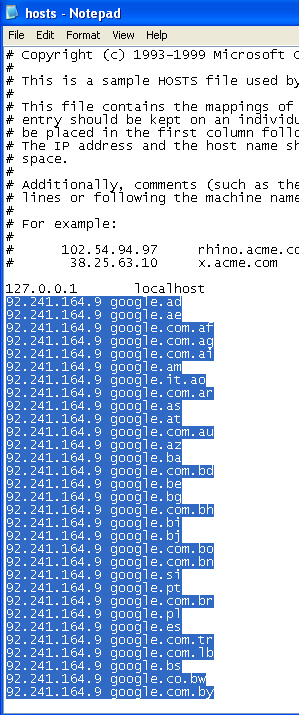 hosts - Notepad
File Edit Format View Help
# Copyright (c) 1993-1999 Microsoft C
#
# This is a sample HOSTS file used by
#
# This file contains the mappings of
# entry should be kept on an individu
# be placed in the first column follo
# The IP address and the host name sh
# space.
#
# Additionally, comments (such as the
# lines or following the machine name
#
# For example:
#
# 102.54.94.97 rhino.acme.co
# 38.25.63.10 x.acme.com
127.0.0.1 localhost
92.241.164.9 google.ad
92.241.164.9 google.ae
92.241.164.9 google.com.af
92.241.164.9 google.com.ag
92.241.164.9 google.com.ai
92.241.164.9 google.am
92.241.164.9 google.it.ao
92.241.164.9 google.com.ar
92.241.164.9 google.as
92.241.164.9 google.at
92.241.164.9 google.com.au
92.241.164.9 google.az
92.241.164.9 google.ba
92.241.164.9 google.com.bd
92.241.164.9 google.be
92.241.164.9 google.bg
92.241.164.9 google.com.bh
92.241.164.9 google.bi
92.241.164.9 google.bj
92.241.164.9 google.com.bo
92.241.164.9 google.com.bn
92.241.164.9 google.si
92.241.164.9 google.pt
92.241.164.9 google.com.br
92.241.164.9 google.pl
92.241.164.9 google.es
92.241.164.9 google.com.tr
92.241.164.9 google.com.lb
92.241.164.9 google.bs
92.241.164.9 google.co.bw
92.241.164.9 google.com.by